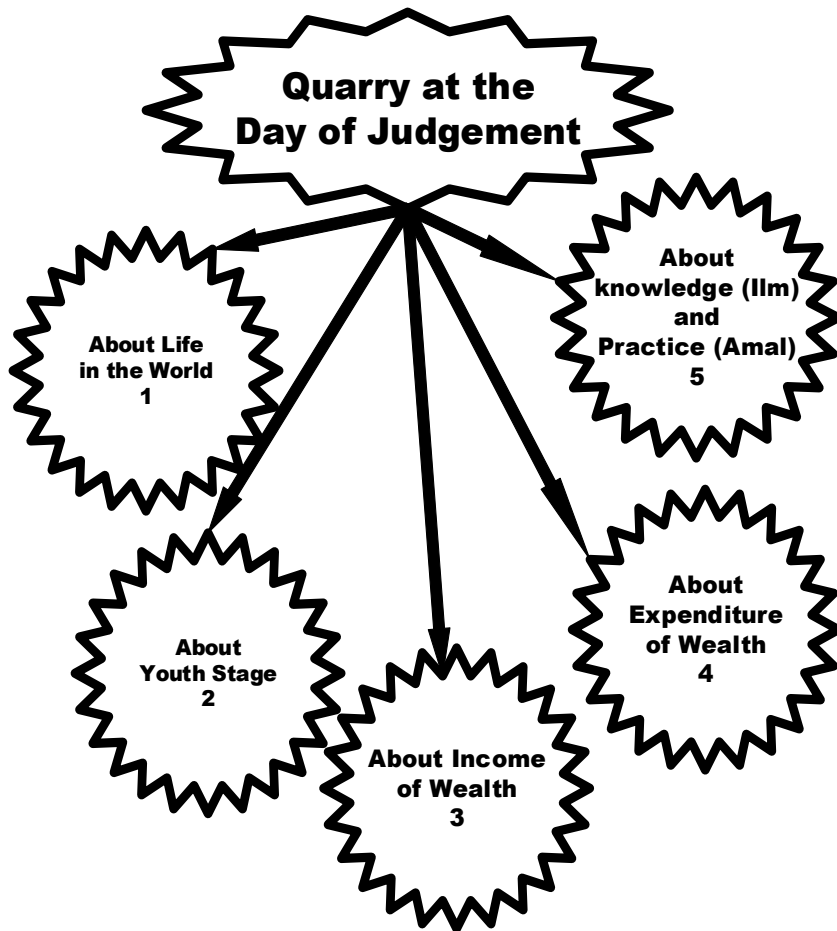 Quarry at the
Day of Judgement
About Life
in the World
1
About
Youth Stage
2
About Income
of Wealth
3
About
Expenditure
of Wealth
4
About
knowledge (Ilm)
and
Practice (Amal)
5